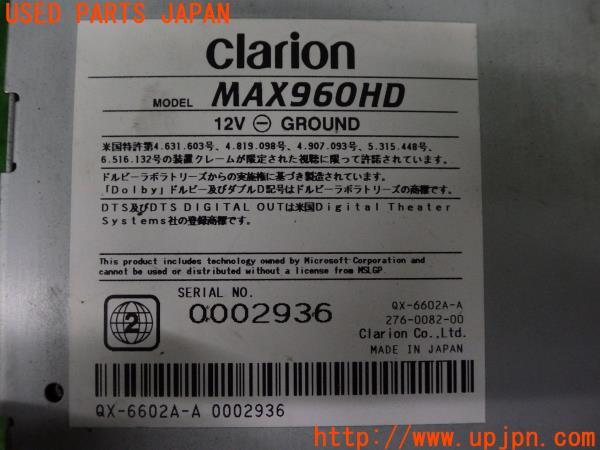 USED PARTS JAPAN
clarion
MODEL MAX960HD
12V ⊖ GROUND
米国特許第4.631.603号、4.819.098号、4.907.093号、5.315.448号、
6.516.132号の装置クレームが限定された視聴に限って許諾されています。
ドルビーラボラトリーズからの実施権に基づき製造されています。
「Dolby」ドルビー及びダブルD記号はドルビーラボラトリーズの商標です。
DTS及びDTS DIGITAL OUTは米国Digital Theater
Systems社の登録商標です。
This product includes technology owned by Microsoft Corporation and
cannot be used or distributed without a license from MSLGP.
2
SERIAL NO.
0002936
QX-6602A-A
276-0082-00
Clarion Co.,Ltd.
MADE IN JAPAN
QX-6602A-A 0002936
(株)ユーパーツ
http://www.upjpn.com/